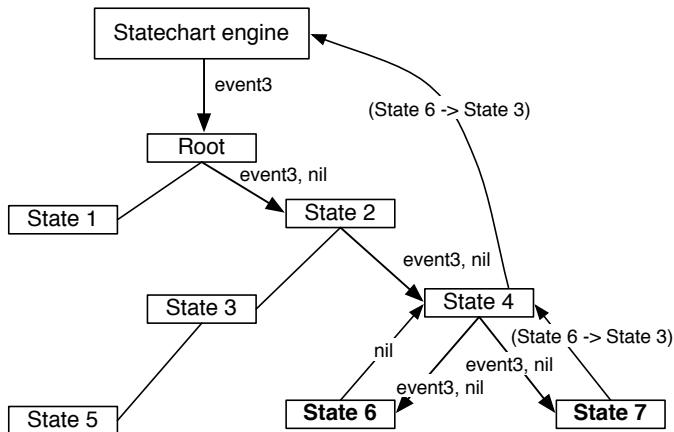 Statechart engine
event3
(State 6 -> State 3)
Root
event3, nil
State 1
State 2
event3, nil
State 3
State 4
nil
(State 6 -> State 3)
event3, nil
event3, nil
State 5
State 6
State 7